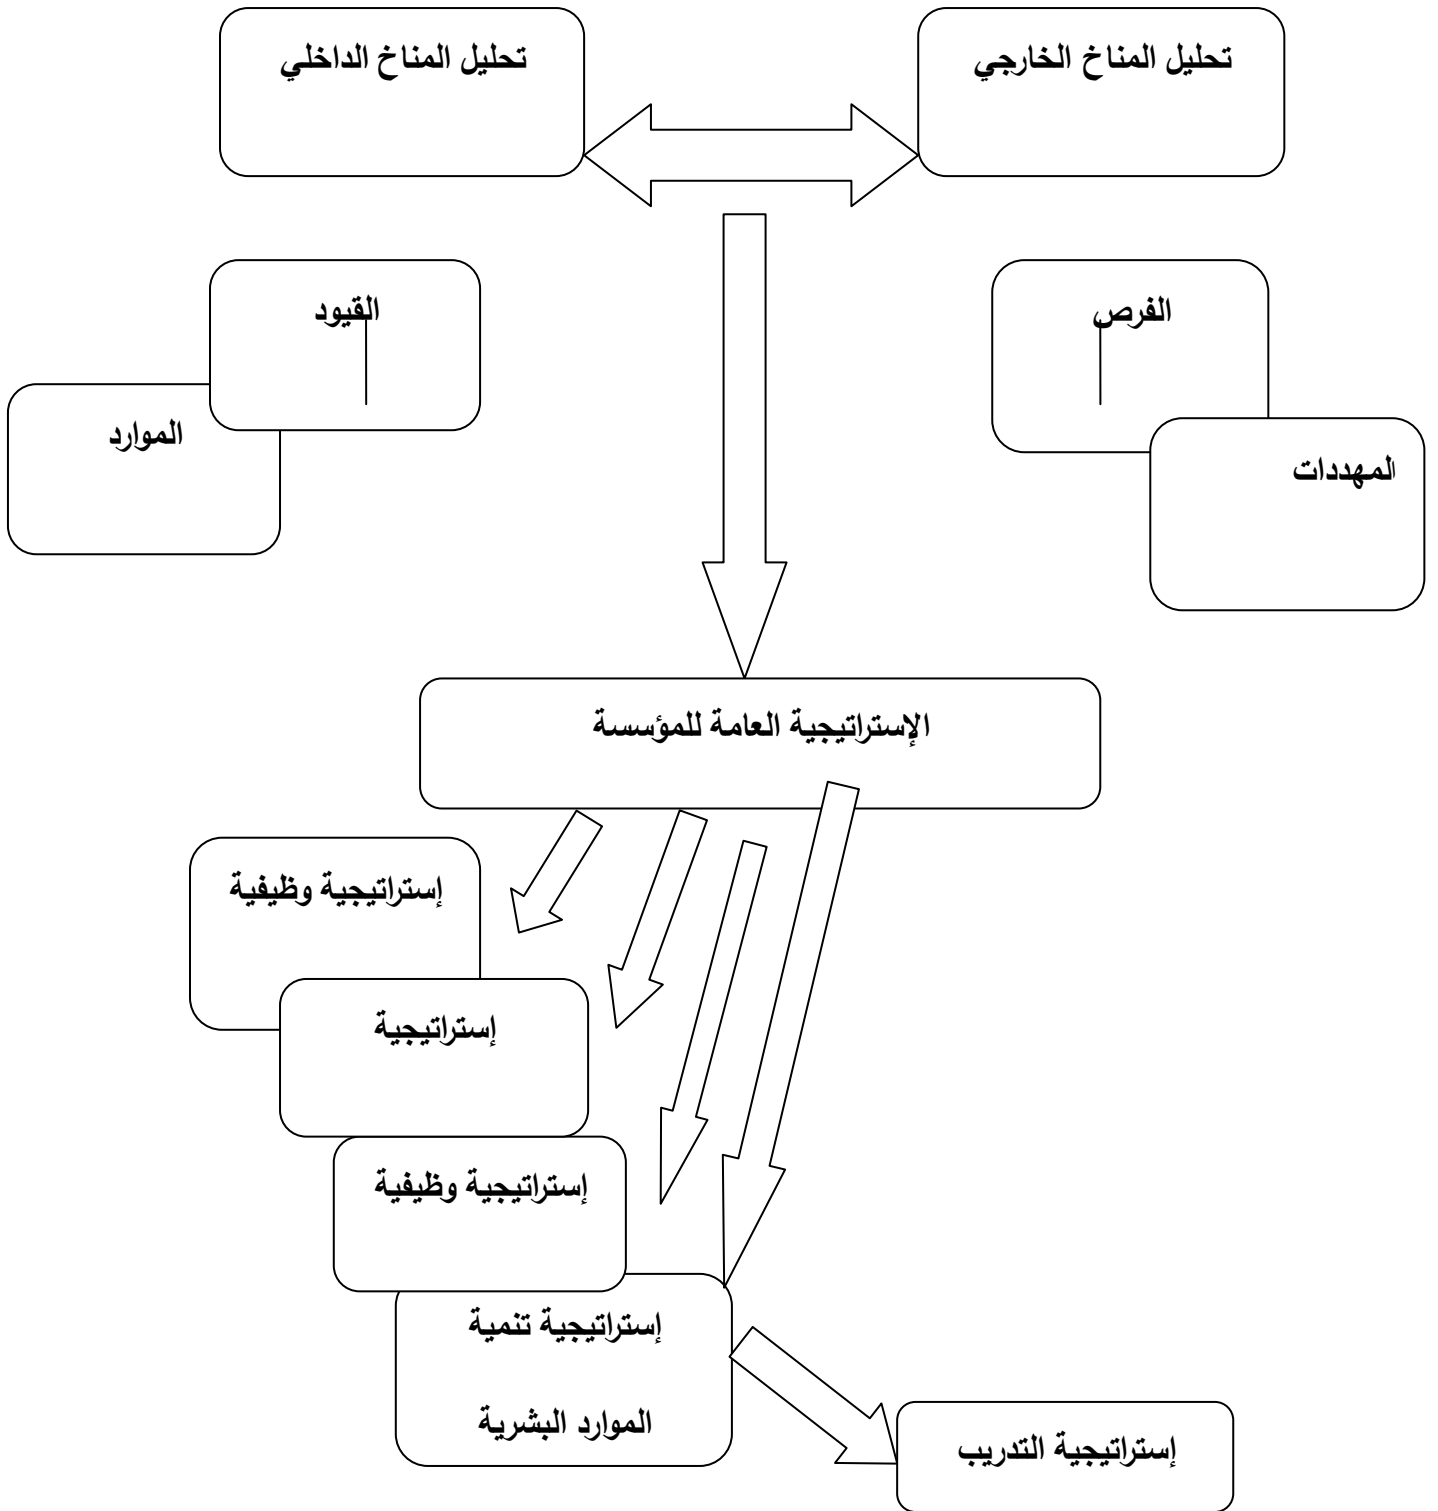 تحليل المناخ الخارجي
تحليل المناخ الداخلي
الفرص
القيود
المهددات
الموارد
الإستراتيجية العامة للمؤسسة
إستراتيجية وظيفية
إستراتيجية
إستراتيجية وظيفية
إستراتيجية تنمية
الموارد البشرية
إستراتيجية التدريب